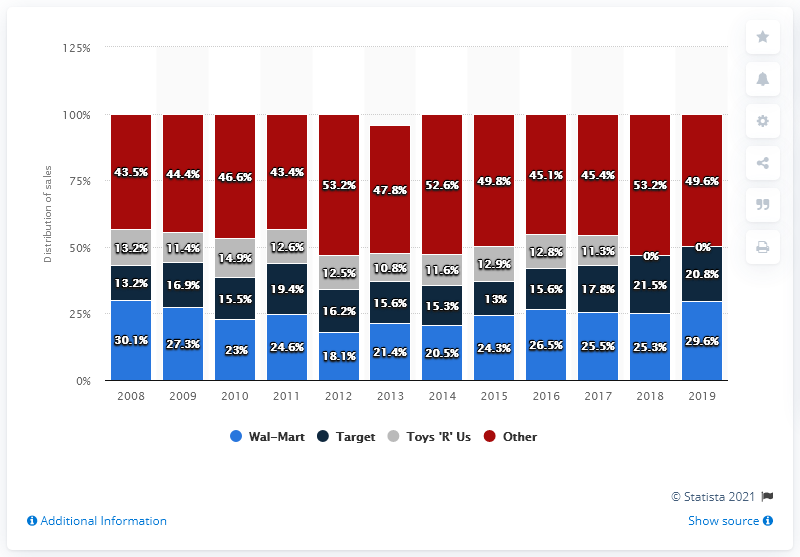 125%
100%
75%
50%
25%
0%
Distribution of sales
43.5% 44.4% 46.6% 43.4% 53.2% 47.8% 52.6% 49.8% 45.1% 45.4% 53.2% 49.6%
13.2% 11.4% 14.9% 12.6% 12.5% 10.8% 11.6% 12.9% 12.8% 11.3% 0% 0%
13.2% 16.9% 15.5% 19.4% 16.2% 15.6% 15.3% 13% 15.6% 17.8% 21.5% 20.8%
30.1% 27.3% 23% 24.6% 18.1% 21.4% 20.5% 24.3% 26.5% 25.5% 25.3% 29.6%
2008 2009 2010 2011 2012 2013 2014 2015 2016 2017 2018 2019
Wal-Mart Target Toys 'R' Us Other
© Statista 2021
Additional Information Show source